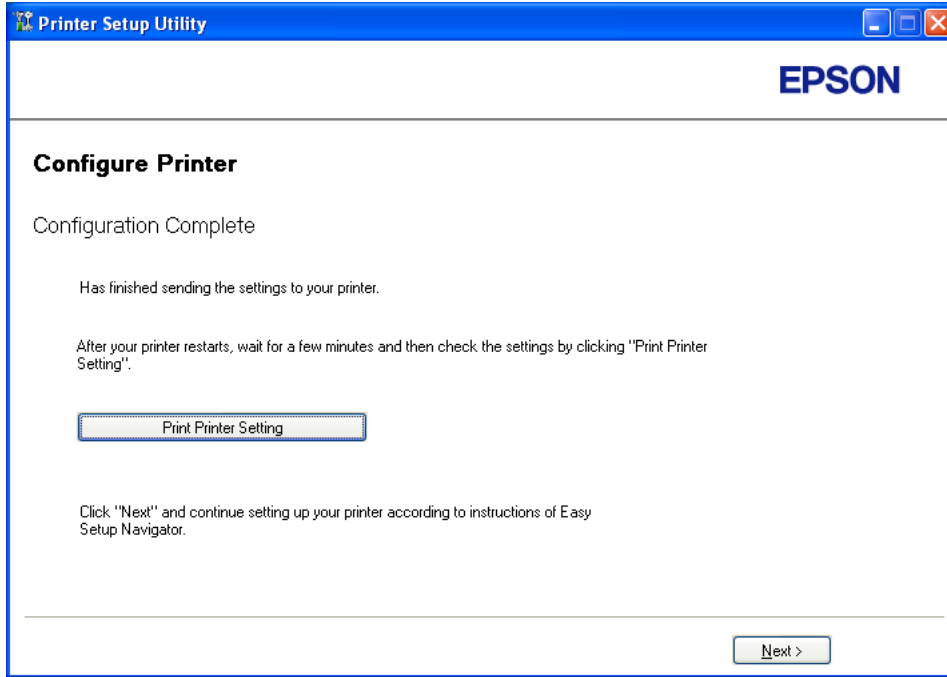 Printer Setup Utility
EPSON
Configure Printer
Configuration Complete
Has finished sending the settings to your printer.
After your printer restarts, wait for a few minutes and then check the settings by clicking "Print Printer
Setting".
Print Printer Setting
Click "Next" and continue setting up your printer according to instructions of Easy
Setup Navigator.
Next >